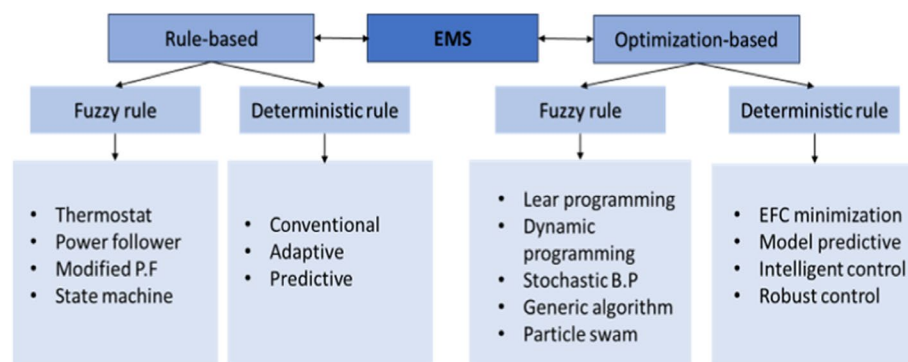 Rule-based
EMS
Optimization-based
Fuzzy rule
Deterministic rule
Fuzzy rule
Deterministic rule
• Thermostat
• Power follower
• Modified P.F
• State machine
• Conventional
• Adaptive
• Predictive
• Lear programming
• Dynamic
programming
• Stochastic B.P
• Generic algorithm
• Particle swam
• EFC minimization
• Model predictive
• Intelligent control
• Robust control